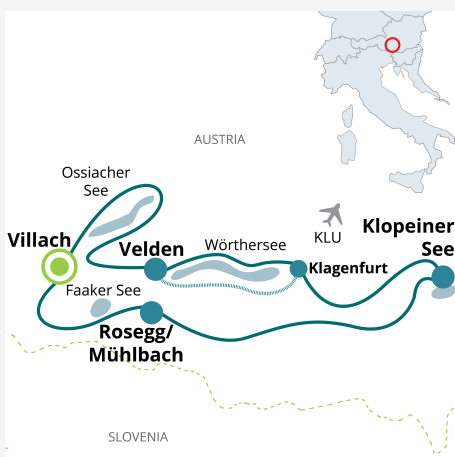 AUSTRIA
Ossiacher
See
Villach
Velden
Wörthersee
KLU
Klopeiner
See
Klagenfurt
Faaker See
Rosegg/
Mühlbach
SLOVENIA